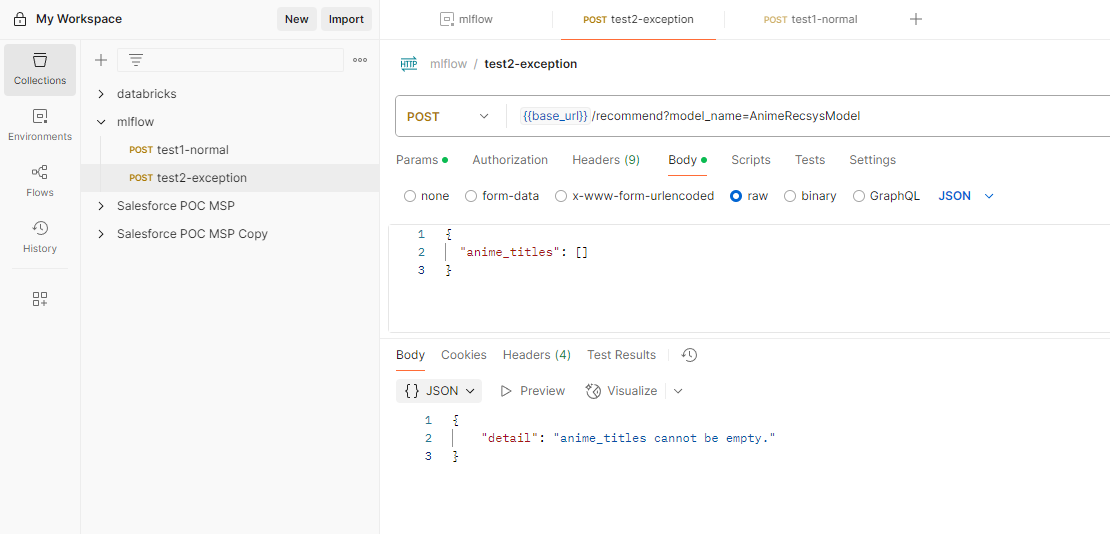 My Workspace New Import
mlflow POST test2-exception POST test1-normal
Collections
Environments
Flows
History
databricks
mlflow
POST test1-normal
POST test2-exception
Salesforce POC MSP
Salesforce POC MSP Copy
HTTP mlflow / test2-exception
POST {{base_url}}/recommend?model_name=AnimeRecsysModel
Params Authorization Headers (9) Body Scripts Tests Settings
none form-data x-www-form-urlencoded raw binary GraphQL JSON
1 {
2 "anime_titles": []
3 }
Body Cookies Headers (4) Test Results
{} JSON Preview Visualize
1 {
2 "detail": "anime_titles cannot be empty."
3 }